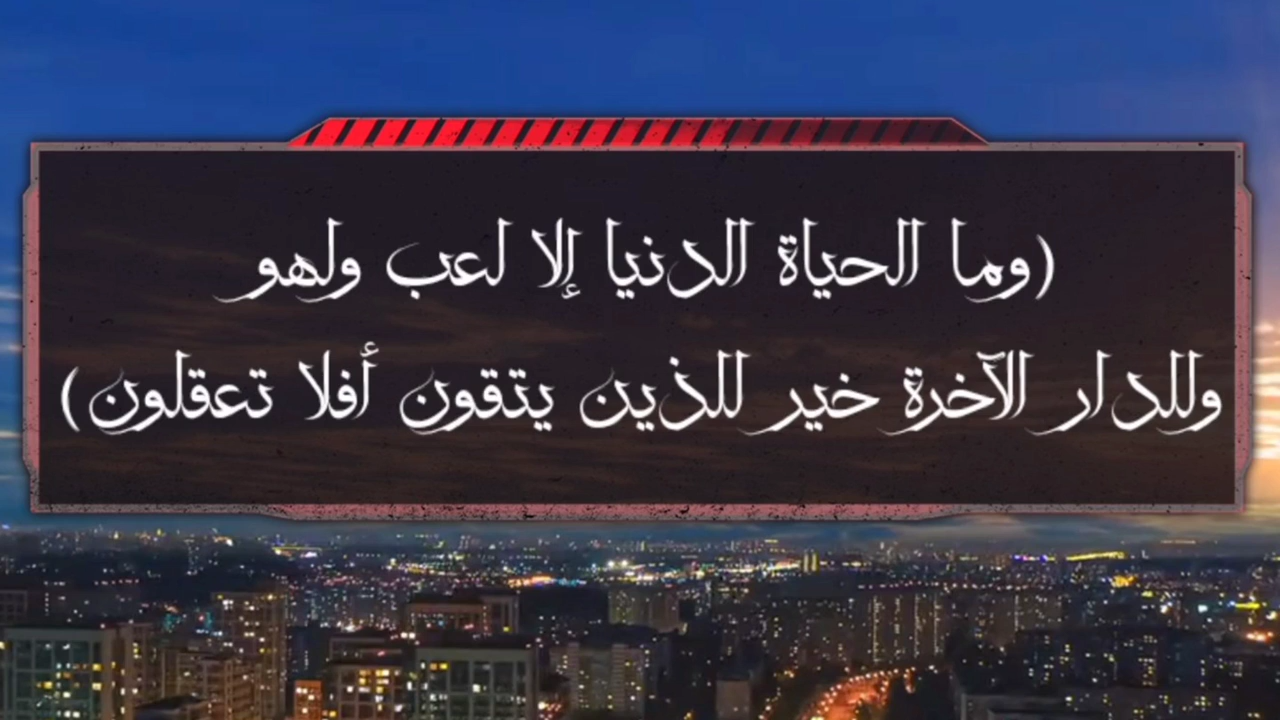 (وما الحياة الدنيا إلا لعب ولهو
وللدار الآخرة خير للذين يتقون أفلا تعقلون)